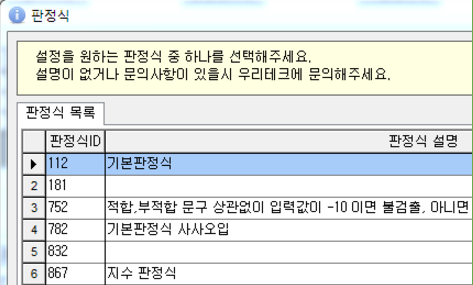 판정식
설정을 원하는 판정식 중 하나를 선택해주세요.
설명이 없거나 문의사항이 있을시 우리테크에 문의해주세요.
판정식 목록
판정식ID 판정식 설명
112 기본판정식
2 181
3 752 적합,부적합 문구 상관없이 입력값이 -10 이면 불검출, 아니면
4 782 기본판정식 사사오입
5 832
6 867 지수 판정식